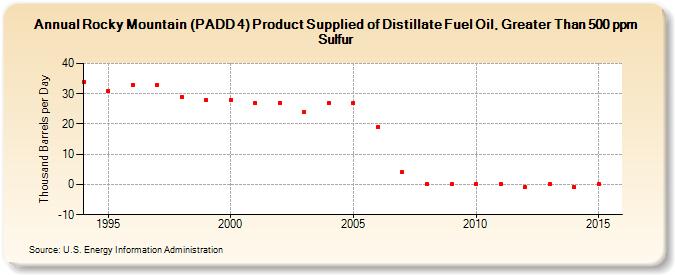 Annual Rocky Mountain (PADD 4) Product Supplied of Distillate Fuel Oil, Greater Than 500 ppm
Sulfur
Thousand Barrels per Day
40
30
20
10
0
-10
1995
2000
2005
2010
2015
Source: U.S. Energy Information Administration